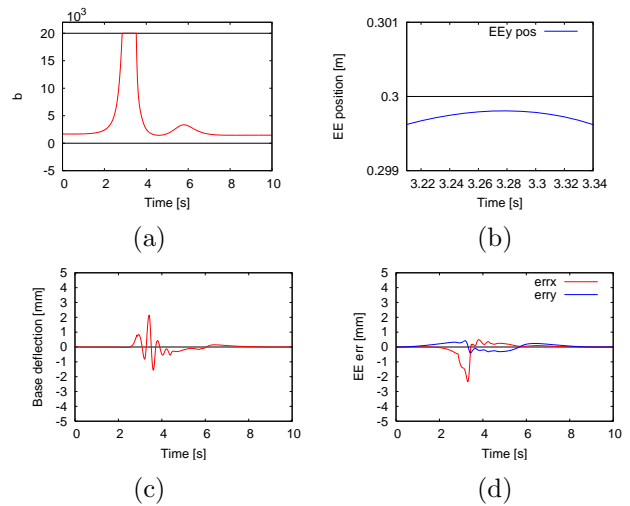 10³
20
15
10
5
0
-5
b
0 2 4 6 8 10
Time [s]
(a)
0.301
0.3
0.299
EE position [m]
EEy pos
3.22 3.24 3.26 3.28 3.3 3.32 3.34
Time [s]
(b)
5
4
3
2
1
0
-1
-2
-3
-4
-5
Base deflection [mm]
0 2 4 6 8 10
Time [s]
(c)
5
4
3
2
1
0
-1
-2
-3
-4
-5
EE err [mm]
errx
erry
0 2 4 6 8 10
Time [s]
(d)